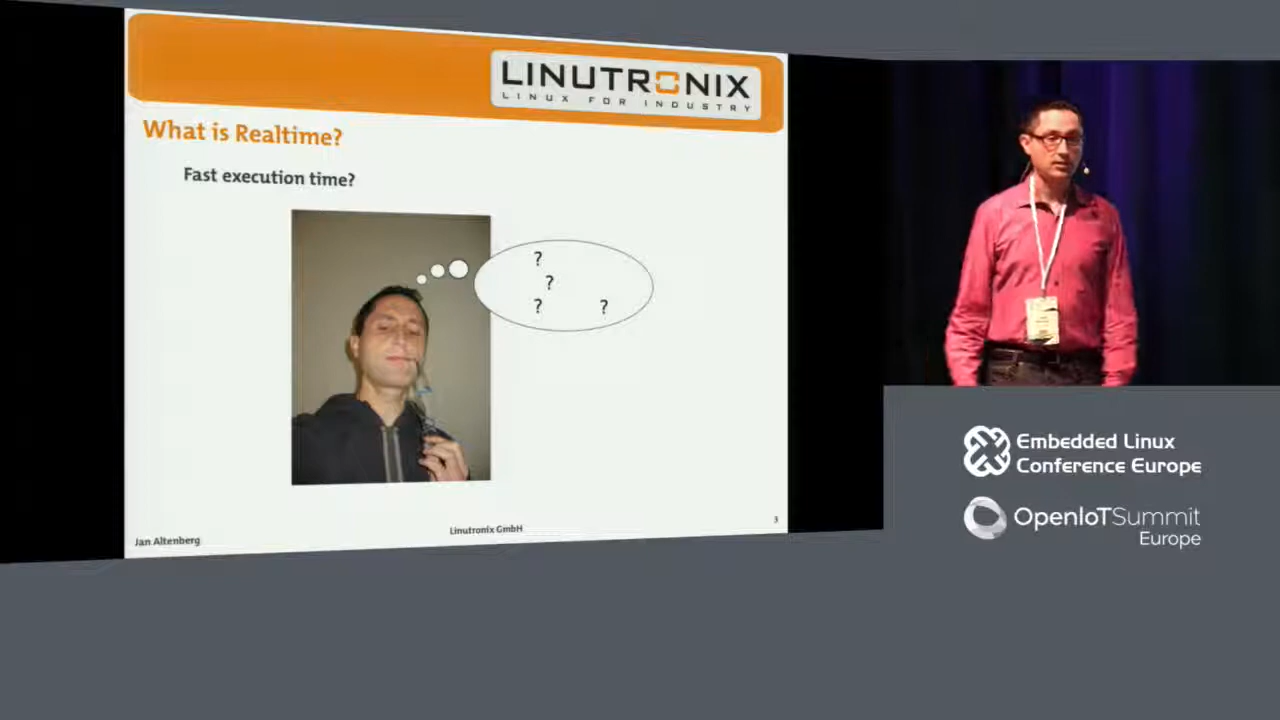 LINUTRONIX
LINUX FOR INDUSTRY
What is Realtime?
Fast execution time?
?
?
? ?
Jan Altenberg
Linutronix GmbH
3
Embedded Linux
Conference Europe
OpenIoTSummit
Europe